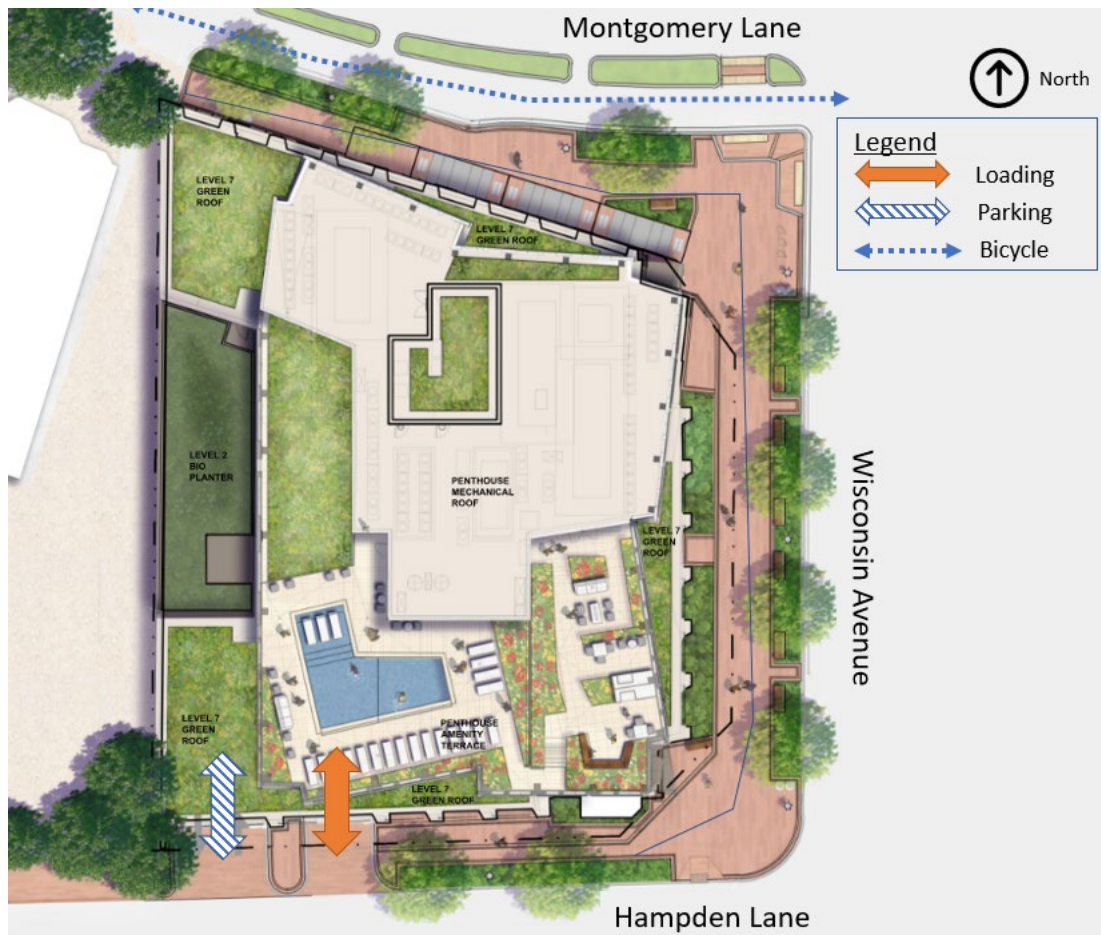 Montgomery Lane
North
Legend
Loading
Parking
Bicycle
LEVEL 7
GREEN
ROOF
LEVEL 7
GREEN ROOF
LEVEL 2
BIO
PLANTER
PENTHOUSE
MECHANICAL
ROOF
LEVEL 7
GREEN
ROOF
Wisconsin Avenue
LEVEL 7
GREEN
ROOF
PENTHOUSE
AMENITY
TERRACE
LEVEL 7
GREEN ROOF
Hampden Lane